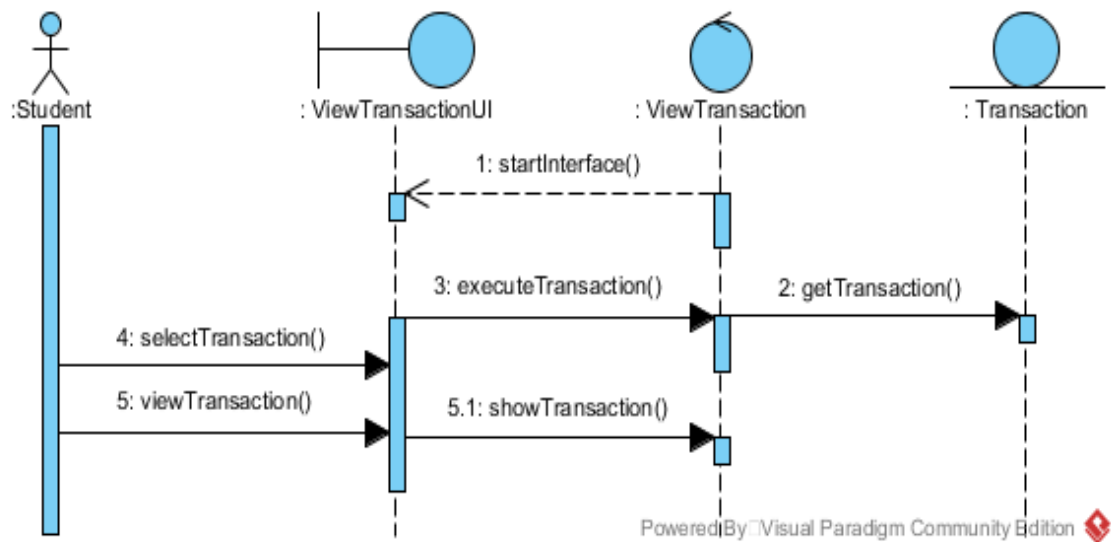 :Student
: ViewTransactionUI
: ViewTransaction
: Transaction
1: startInterface()
3: executeTransaction()
2: getTransaction()
4: selectTransaction()
5: viewTransaction()
5.1: showTransaction()
Powered By Visual Paradigm Community Edition